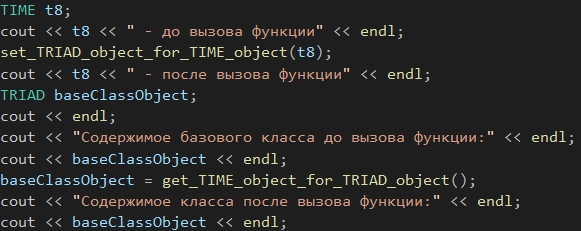 TIME t8;
cout << t8 << " - до вызова функции" << endl;
set_TRIAD_object_for_TIME_object(t8);
cout << t8 << " - после вызова функции" << endl;
TRIAD baseClassObject;
cout << endl;
cout << "Содержимое базового класса до вызова функции:" << endl;
cout << baseClassObject << endl;
baseClassObject = get_TIME_object_for_TRIAD_object();
cout << "Содержимое класса после вызова функции:" << endl;
cout << baseClassObject << endl;